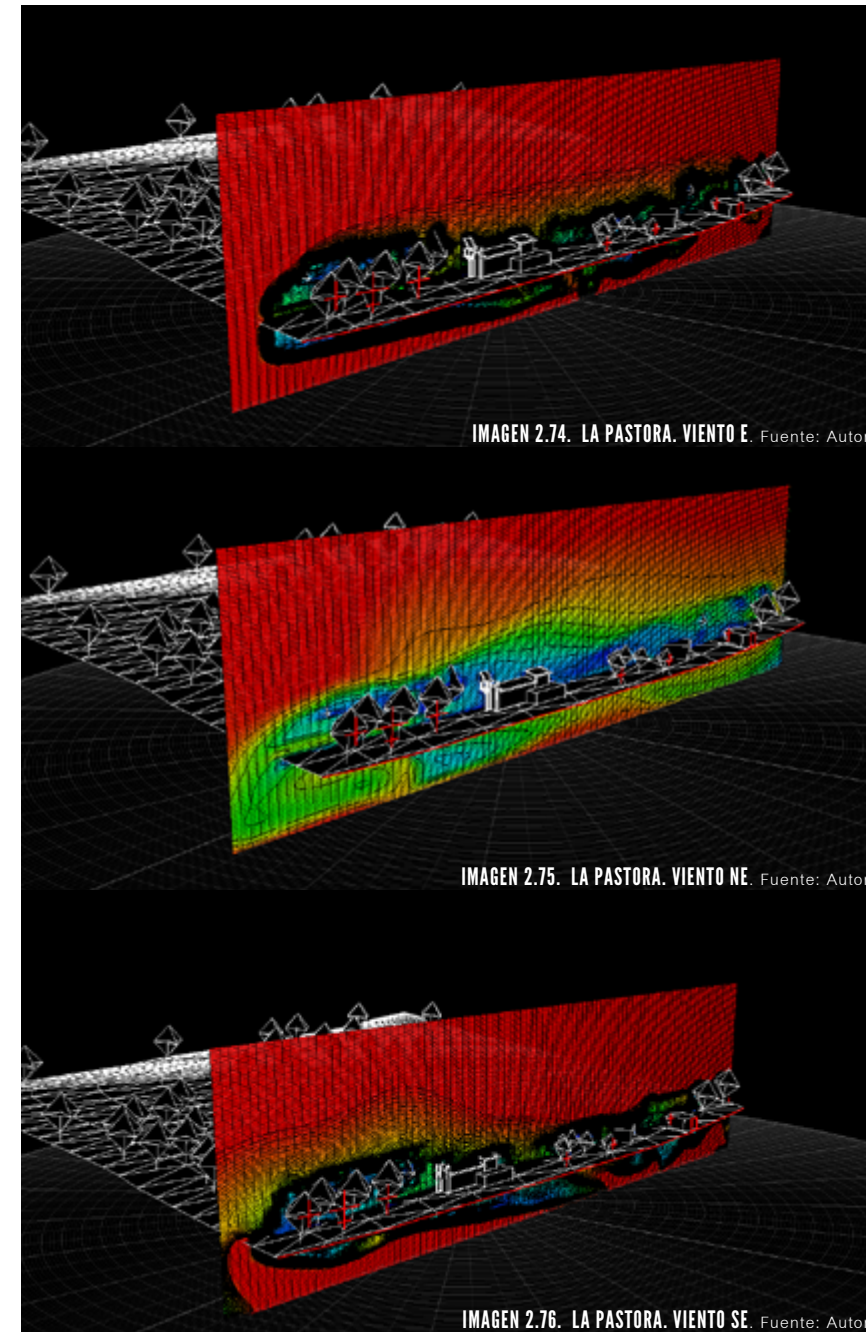 IMAGEN 2.74. LA PASTORA. VIENTO E. Fuente: Autor
IMAGEN 2.75. LA PASTORA. VIENTO NE. Fuente: Autor
IMAGEN 2.76. LA PASTORA. VIENTO SE. Fuente: Autor